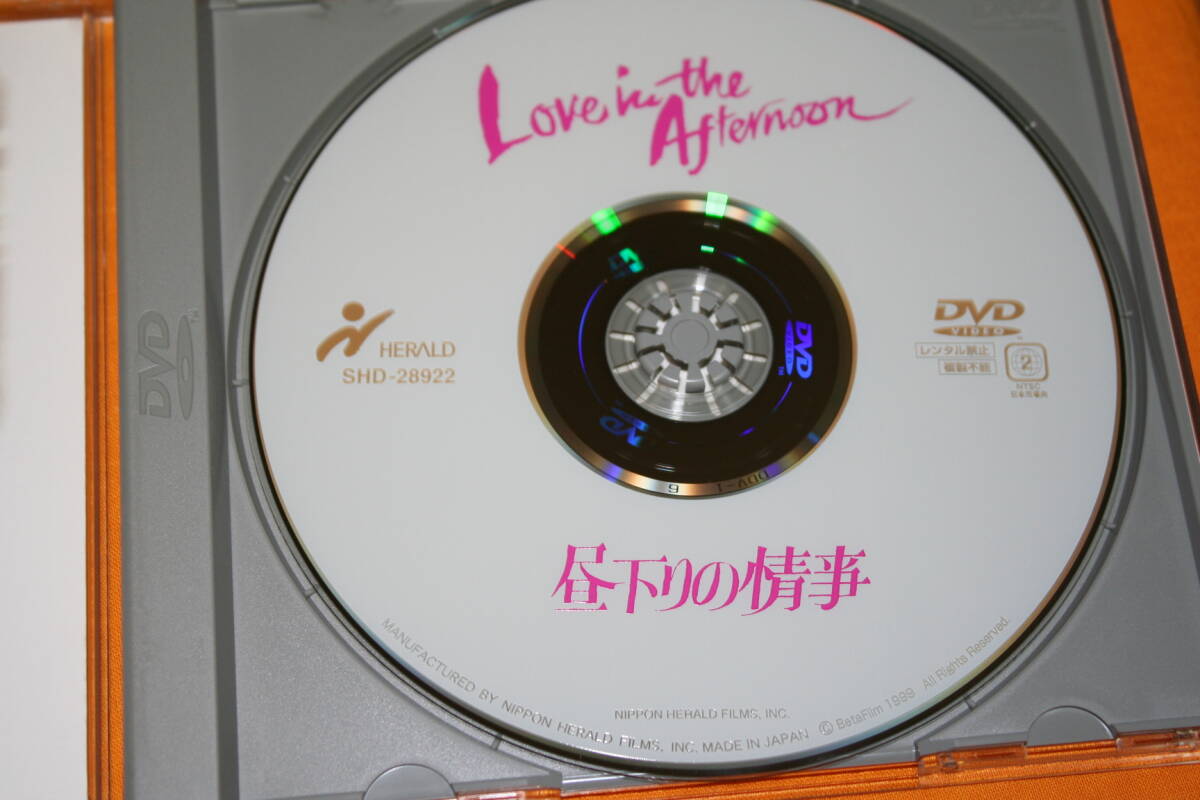 Love in the
Afternoon
HERALD
SHD-28922
DVD
VIDEO
レンタル禁止
複製不能
2
NTSC
日本市場向
DVD
DVD
昼下りの情事
NIPPON HERALD FILMS, INC.
MANUFACTURED BY NIPPON HERALD FILMS, INC. MADE IN JAPAN Ⓒ BetaFilm 1999 All Rights Reserved.
DVD